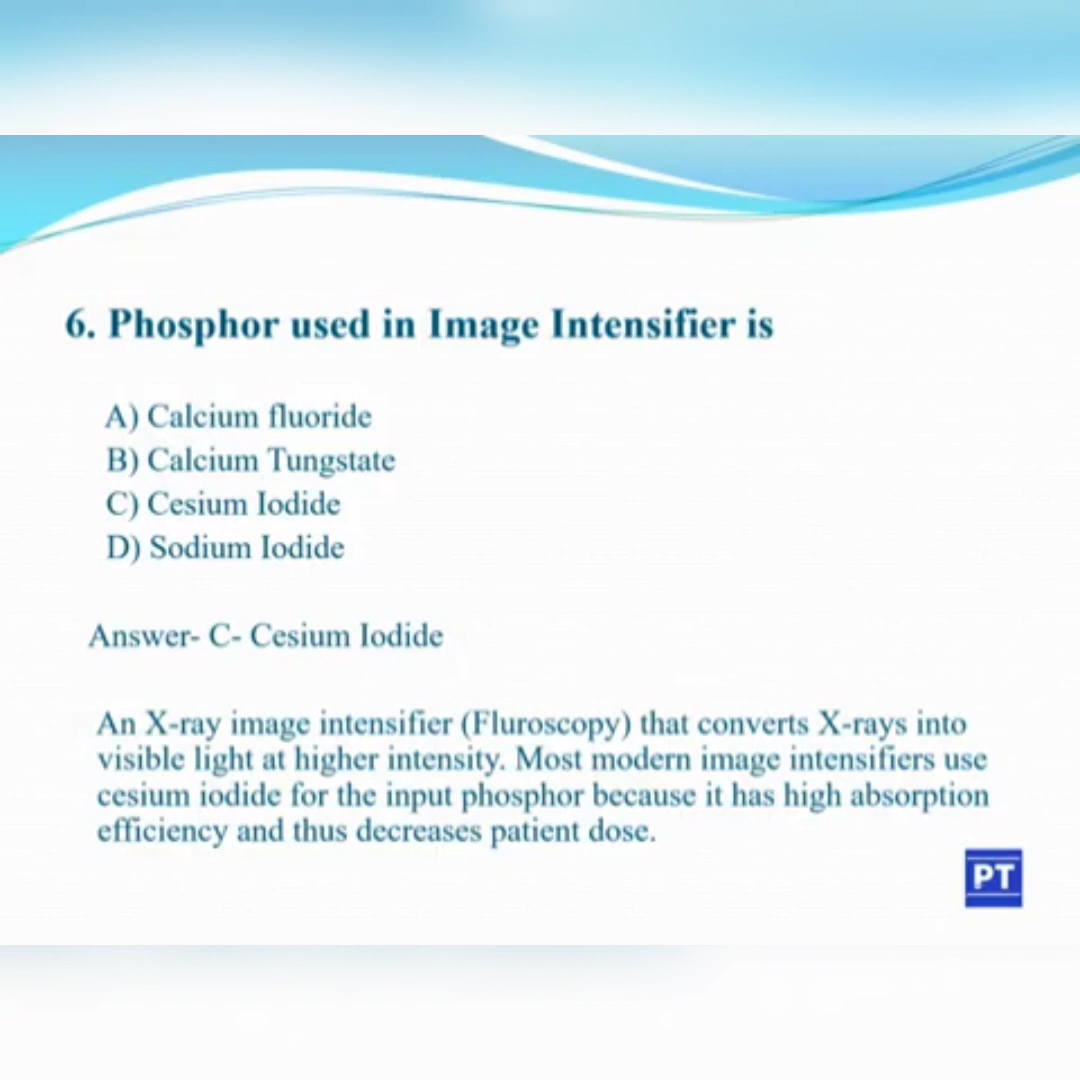 6. Phosphor used in Image Intensifier is
A) Calcium fluoride
B) Calcium Tungstate
C) Cesium Iodide
D) Sodium Iodide
Answer- C- Cesium Iodide
An X-ray image intensifier (Fluroscopy) that converts X-rays into
visible light at higher intensity. Most modern image intensifiers use
cesium iodide for the input phosphor because it has high absorption
efficiency and thus decreases patient dose.
PT